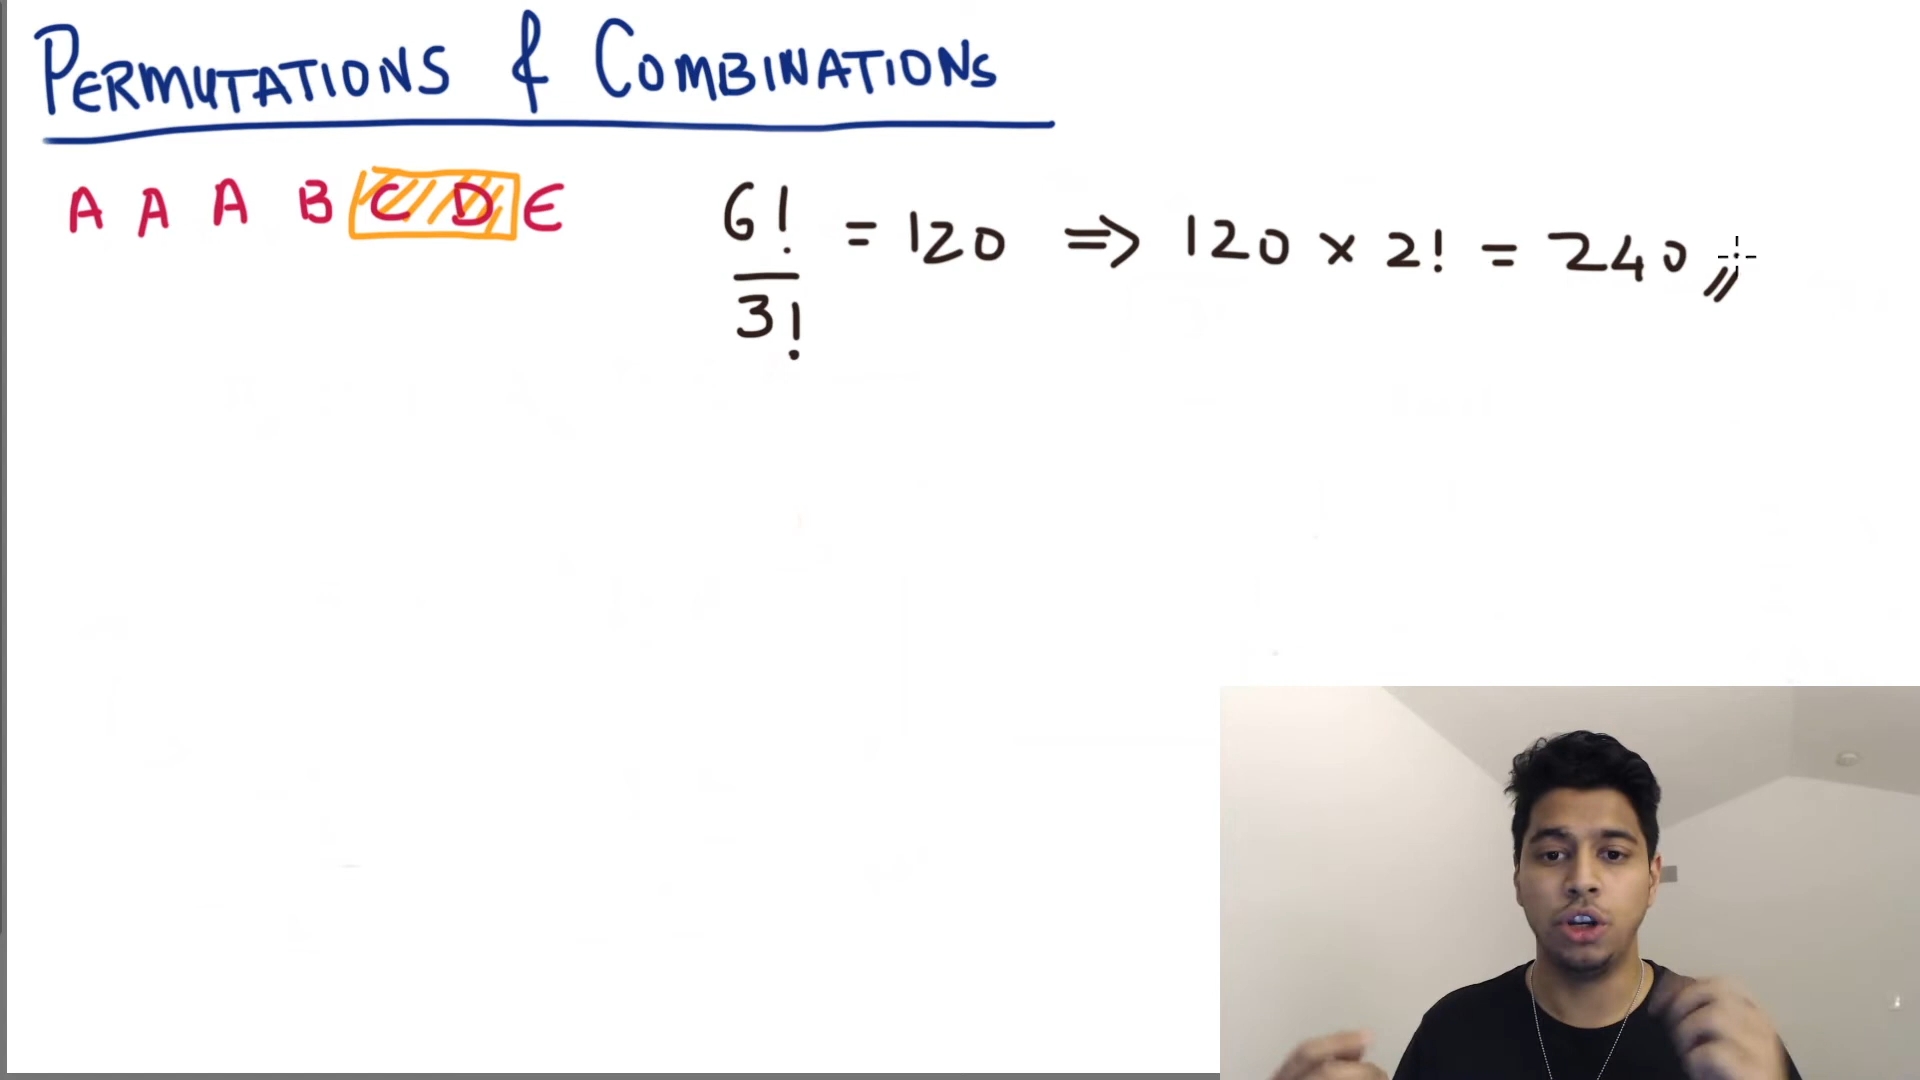 PERMUTATIONS & COMBINATIONS
A A A B C D E
6!/3! = 120 ⇒ 120 × 2! = 240